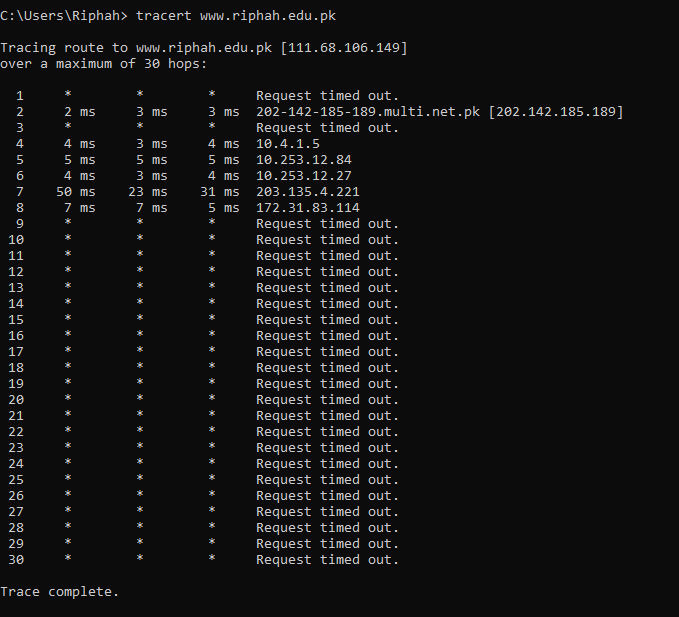 C:\Users\Riphah> tracert www.riphah.edu.pk
Tracing route to www.riphah.edu.pk [111.68.106.149]
over a maximum of 30 hops:
1 * * * Request timed out.
2 2 ms 3 ms 3 ms 202-142-185-189.multi.net.pk [202.142.185.189]
3 * * * Request timed out.
4 4 ms 3 ms 4 ms 10.4.1.5
5 5 ms 5 ms 5 ms 10.253.12.84
6 4 ms 3 ms 4 ms 10.253.12.27
7 50 ms 23 ms 31 ms 203.135.4.221
8 7 ms 7 ms 5 ms 172.31.83.114
9 * * * Request timed out.
10 * * * Request timed out.
11 * * * Request timed out.
12 * * * Request timed out.
13 * * * Request timed out.
14 * * * Request timed out.
15 * * * Request timed out.
16 * * * Request timed out.
17 * * * Request timed out.
18 * * * Request timed out.
19 * * * Request timed out.
20 * * * Request timed out.
21 * * * Request timed out.
22 * * * Request timed out.
23 * * * Request timed out.
24 * * * Request timed out.
25 * * * Request timed out.
26 * * * Request timed out.
27 * * * Request timed out.
28 * * * Request timed out.
29 * * * Request timed out.
30 * * * Request timed out.
Trace complete.